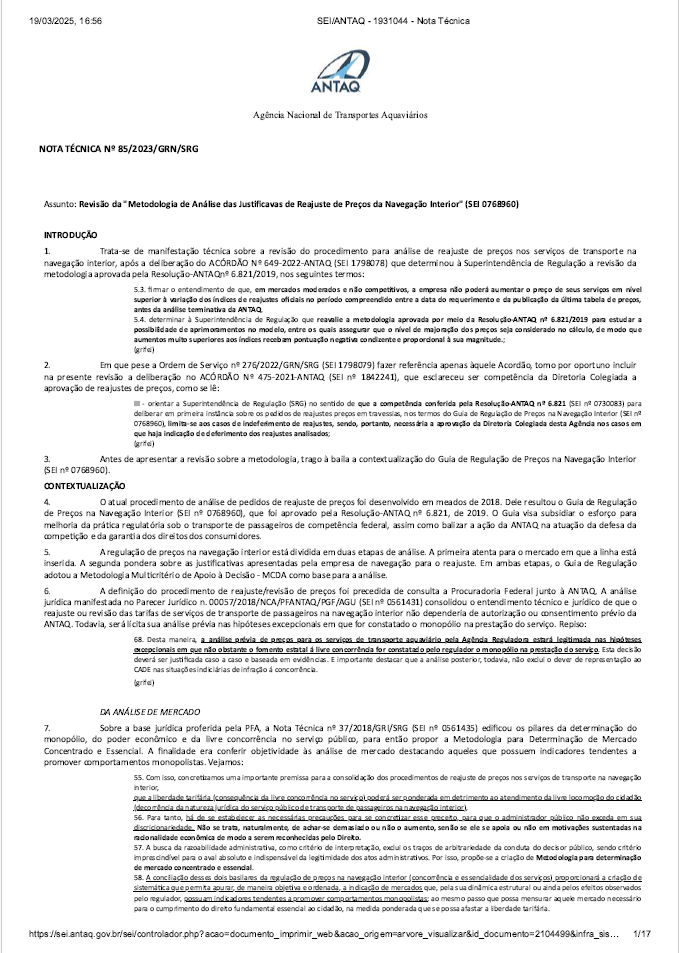 19/03/2025, 16:56 SEI/ANTAQ - 1931044 - Nota Técnica
ANTAQ
Agência Nacional de Transportes Aquaviários
NOTA TÉCNICA Nº 85/2023/GRN/SRG
Assunto: Revisão da "Metodologia de Análise das Justificavas de Reajuste de Preços da Navegação Interior" (SEI 0768960)
INTRODUÇÃO
1. Trata-se de manifestação técnica sobre a revisão do procedimento para análise de reajuste de preços nos serviços de transporte na
navegação interior, após a deliberação do ACÓRDÃO Nº 649-2022-ANTAQ (SEI 1798078) que determinou à Superintendência de Regulação a revisão da
metodologia aprovada pela Resolução-ANTAQ nº 6.821/2019, nos seguintes termos:
5.3. firmar o entendimento de que, em mercados moderados e não competitivos, a empresa não poderá aumentar o preço de seus serviços em nível
superior à variação dos índices de reajustes oficiais no período compreendido entre a data do requerimento e da publicação da última tabela de preços,
antes da análise terminativa da ANTAQ.
5.4. determinar à Superintendência de Regulação que reavalie a metodologia aprovada por meio da Resolução-ANTAQ nº 6.821/2019 para estudar a
possibilidade de aprimoramentos no modelo, entre os quais assegurar que o nível de majoração dos preços seja considerado no cálculo, de modo que
aumentos muito superiores aos índices recebam pontuação negativa condizente e proporcional à sua magnitude.;
(grifei)
2. Em que pese a Ordem de Serviço nº 276/2022/GRN/SRG (SEI 1798079) fazer referência apenas àquele Acordão, tomo por oportuno incluir
na presente revisão a deliberação no ACÓRDÃO Nº 475-2021-ANTAQ (SEI nº 1842241), que esclareceu ser competência da Diretoria Colegiada a
aprovação de reajustes de preços, como se lê:
III - orientar a Superintendência de Regulação (SRG) no sentido de que a competência conferida pela Resolução-ANTAQ nº 6.821 (SEI nº 0730083) para
deliberar em primeira instância sobre os pedidos de reajustes preços em travessias, nos termos do Guia de Regulação de Preços na Navegação Interior (SEI nº
0768960), limita-se aos casos de indeferimento de reajustes, sendo, portanto, necessária a aprovação da Diretoria Colegiada desta Agência nos casos em
que haja indicação de deferimento dos reajustes analisados;
(grifei)
3. Antes de apresentar a revisão sobre a metodologia, trago à baila a contextualização do Guia de Regulação de Preços na Navegação Interior
(SEI nº 0768960).
CONTEXTUALIZAÇÃO
4. O atual procedimento de análise de pedidos de reajuste de preços foi desenvolvido em meados de 2018. Dele resultou o Guia de Regulação
de Preços na Navegação Interior (SEI nº 0768960), que foi aprovado pela Resolução-ANTAQ nº 6.821, de 2019. O Guia visa subsidiar o esforço para
melhoria da prática regulatória sob o transporte de passageiros de competência federal, assim como balizar a ação da ANTAQ na atuação da defesa da
competição e da garantia dos direitos dos consumidores.
5. A regulação de preços na navegação interior está dividida em duas etapas de análise. A primeira atenta para o mercado em que a linha está
inserida. A segunda pondera sobre as justificativas apresentadas pela empresa de navegação para o reajuste. Em ambas etapas, o Guia de Regulação
adotou a Metodologia Multicritério de Apoio à Decisão - MCDA como base para a análise.
6. A definição do procedimento de reajuste/revisão de preços foi precedida de consulta a Procuradoria Federal junto à ANTAQ. A análise
jurídica manifestada no Parecer Jurídico n. 00057/2018/NCA/PFANTAQ/PGF/AGU (SEI nº 0561431) consolidou o entendimento técnico e jurídico de que o
reajuste ou revisão das tarifas de serviços de transporte de passageiros na navegação interior não dependeria de autorização ou consentimento prévio da
ANTAQ. Todavia, será lícita sua análise prévia nas hipóteses excepcionais em que for constatado o monopólio na prestação do serviço. Repiso:
68. Desta maneira, a análise prévia de preços para os serviços de transporte aquaviário pela Agência Reguladora estará legitimada nas hipóteses
excepcionais em que não obstante o fomento estatal à livre concorrência for constatado pelo regulador o monopólio na prestação do serviço. Esta decisão
deverá ser justificada caso a caso e baseada em evidências. E importante destacar que a análise posterior, todavia, não exclui o dever de representação ao
CADE nas situações indiciárias de infração à concorrência.
(grifei)
DA ANÁLISE DE MERCADO
7. Sobre a base jurídica proferida pela PFA, a Nota Técnica nº 37/2018/GRI/SRG (SEI nº 0561435) edificou os pilares da determinação do
monopólio, do poder econômico e da livre concorrência no serviço público, para então propor a Metodologia para Determinação de Mercado
Concentrado e Essencial. A finalidade era conferir objetividade às análise de mercado destacando aqueles que possuem indicadores tendentes a
promover comportamentos monopolistas. Vejamos:
55. Com isso, concretizamos uma importante premissa para a consolidação dos procedimentos de reajuste de preços nos serviços de transporte na navegação
interior,
que a liberdade tarifária (consequência da livre concorrência no serviço) poderá ser ponderada em detrimento ao atendimento da livre locomoção do cidadão
(decorrência da natureza jurídica do serviço público de transporte de passageiros na navegação interior).
56. Para tanto, há de se estabelecer as necessárias precauções para se concretizar esse preceito, para que o administrador público não exceda em sua
discricionariedade. Não se trata, naturalmente, de achar-se demasiado ou não o aumento, senão se ele se apoia ou não em motivações sustentadas na
racionalidade econômica de modo a serem reconhecidas pelo Direito.
57. A busca da razoabilidade administrativa, como critério de interpretação, exclui os traços de arbitrariedade da conduta do decisor público, sendo critério
imprescindível para o aval absoluto e indispensável da legitimidade dos atos administrativos. Por isso, propõe-se a criação de Metodologia para determinação
de mercado concentrado e essencial.
58. A conciliação desses dois basilares da regulação de preços na navegação interior (concorrência e essencialidade dos serviços) proporcionará a criação de
sistemática que permita apurar, de maneira objetiva e ordenada, a indicação de mercados que, pela sua dinâmica estrutural ou ainda pelos efeitos observados
pelo regulador, possuam indicadores tendentes a promover comportamentos monopolistas; ao mesmo passo que possa mensurar aquele mercado necessário
para o cumprimento do direito fundamental essencial ao cidadão, na medida ponderada que se possa afastar a liberdade tarifária.
https://sei.antaq.gov.br/sei/controlador.php?acao=documento_imprimir_web&acao_origem=arvore_visualizar&id_documento=2104499&infra_sis... 1/17